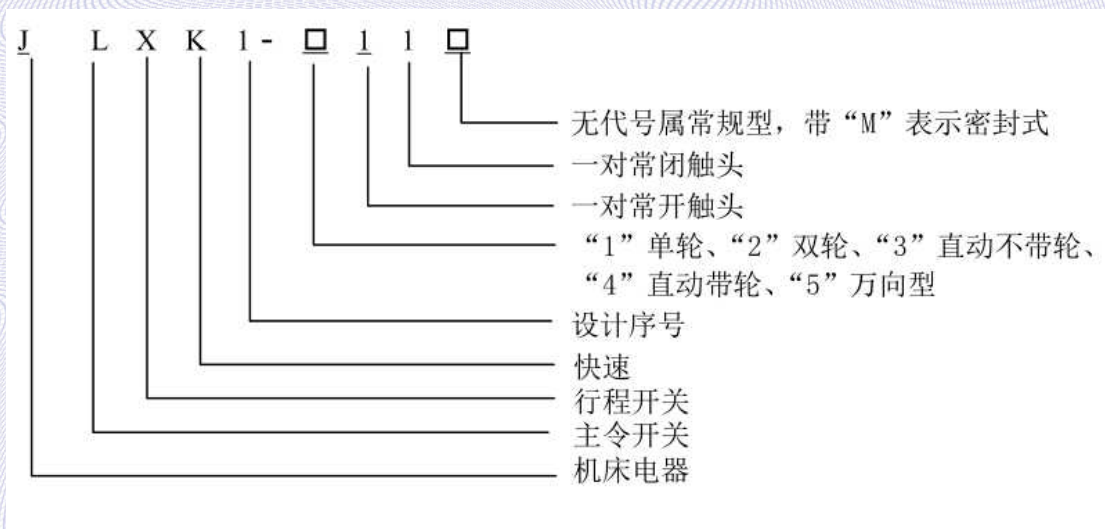 J L X K 1 - □ 1 1 □
无代号属常规型，带“M”表示密封式
一对常闭触头
一对常开触头
“1”单轮、“2”双轮、“3”直动不带轮、
“4”直动带轮、“5”万向型
设计序号
快速
行程开关
主令开关
机床电器